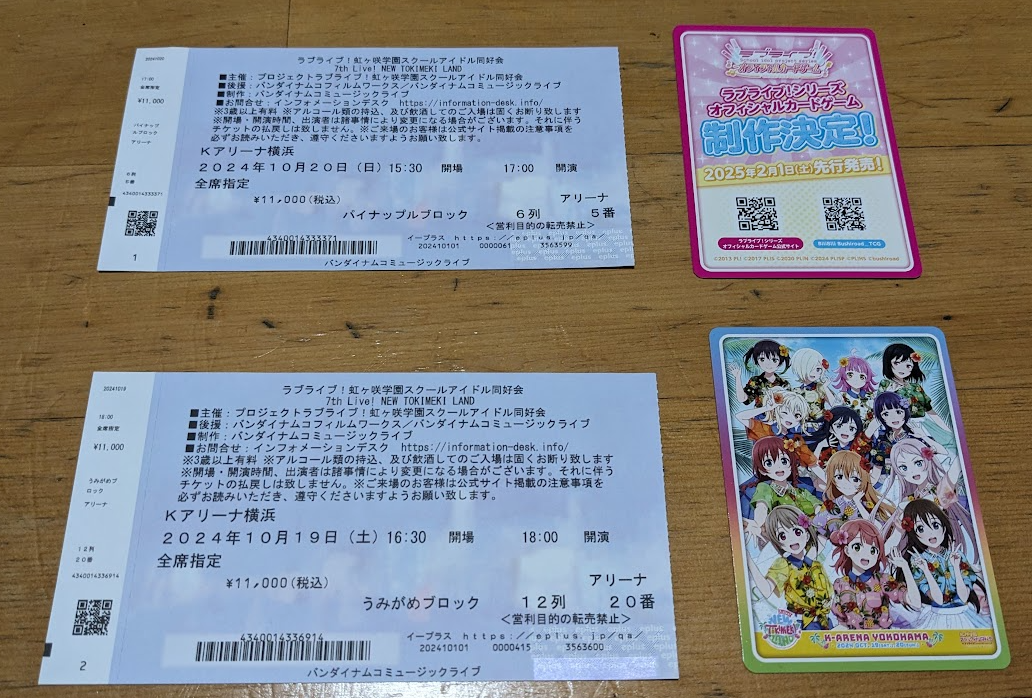 20241020
17:00
全席指定
¥11,000
パイナップ
ルブロック
アリーナ
6列
5番
4340014333371
1
ラブライブ!虹ヶ咲学園スクールアイドル同好会
7th Live! NEW TOKIMEKI LAND
■主催:プロジェクトラブライブ!虹ヶ咲学園スクールアイドル同好会
■後援:バンダイナムコフィルムワークス/バンダイナムコミュージックライブ
■制作:バンダイナムコミュージックライブ
■お問合せ:インフォメーションデスク https://information-desk.info/
※3歳以上有料 ※アルコール類の持込、及び飲酒してのご入場は固くお断り致します
※開場・開演時間、出演者は諸事情により変更になる場合がございます。それに伴う
チケットの払戻しは致しません。※ご来場のお客様は公式サイト掲載の注意事項を
必ずお読みいただき、遵守くださいますようお願い致します。
Kアリーナ横浜
2024年10月20日(日)15:30 開場 17:00 開演
全席指定
¥11,000(税込)
アリーナ
パイナップルブロック 6列 5番
<営利目的の転売禁止>
4340014333371
イープラス https://eplus.jp/qa/
202410101 0000061 3563599
バンダイナムコミュージックライブ
ラブライブ!
official card game
オフィシャルカードゲーム
ラブライブ!シリーズ
オフィシャルカードゲーム
制作決定!
2025年2月1日(土)先行発売!
ラブライブ!シリーズ
オフィシャルカードゲーム公式サイト
©2013 PL! ©2017 PL!S ©2020 PL!N ©2024 PL!SP ©PL!HS ©bushiroad
20241019
18:00
全席指定
¥11,000
うみがめブ
ロック
アリーナ
12列
20番
4340014336914
2
ラブライブ!虹ヶ咲学園スクールアイドル同好会
7th Live! NEW TOKIMEKI LAND
■主催:プロジェクトラブライブ!虹ヶ咲学園スクールアイドル同好会
■後援:バンダイナムコフィルムワークス/バンダイナムコミュージックライブ
■制作:バンダイナムコミュージックライブ
■お問合せ:インフォメーションデスク https://information-desk.info/
※3歳以上有料 ※アルコール類の持込、及び飲酒してのご入場は固くお断り致します
※開場・開演時間、出演者は諸事情により変更になる場合がございます。それに伴う
チケットの払戻しは致しません。※ご来場のお客様は公式サイト掲載の注意事項を
必ずお読みいただき、遵守くださいますようお願い致します。
Kアリーナ横浜
2024年10月19日(土)16:30 開場 18:00 開演
全席指定
¥11,000(税込)
アリーナ
うみがめブロック 12列 20番
<営利目的の転売禁止>
4340014336914
イープラス https://eplus.jp/qa/
202410101 0000415 3563600
バンダイナムコミュージックライブ
NEW
TOKIMEKI
LAND
K-ARENA YOKOHAMA
2024 OCT. 19(SAT.)20(SUN.)